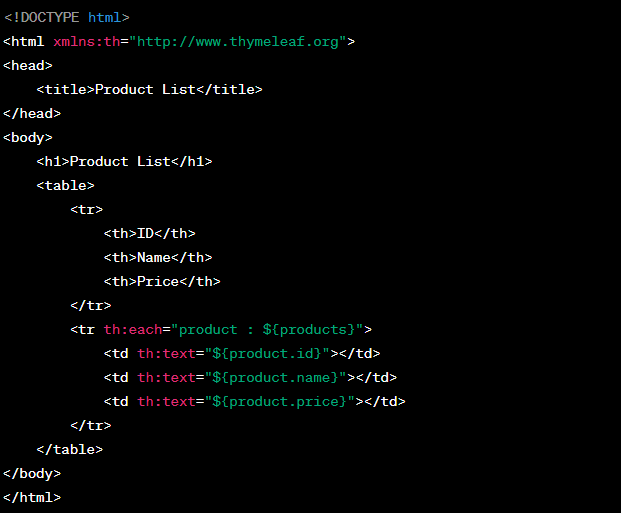 <!DOCTYPE html>
<html xmlns:th="http://www.thymeleaf.org">
<head>
    <title>Product List</title>
</head>
<body>
    <h1>Product List</h1>
    <table>
        <tr>
            <th>ID</th>
            <th>Name</th>
            <th>Price</th>
        </tr>
        <tr th:each="product : ${products}">
            <td th:text="${product.id}"></td>
            <td th:text="${product.name}"></td>
            <td th:text="${product.price}"></td>
        </tr>
    </table>
</body>
</html>